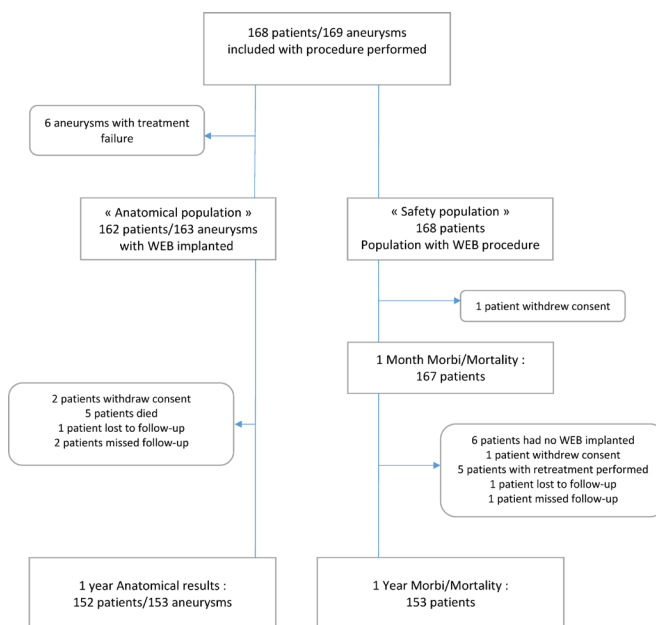 168 patients/169 aneurysms
included with procedure performed
6 aneurysms with treatment
failure
« Anatomical population »
162 patients/163 aneurysms
with WEB implanted
« Safety population »
168 patients
Population with WEB procedure
1 patient withdrew consent
1 Month Morbi/Mortality :
167 patients
2 patients withdraw consent
5 patients died
1 patient lost to follow-up
2 patients missed follow-up
6 patients had no WEB implanted
1 patient withdrew consent
5 patients with retreatment performed
1 patient lost to follow-up
1 patient missed follow-up
1 year Anatomical results :
152 patients/153 aneurysms
1 Year Morbi/Mortality :
153 patients